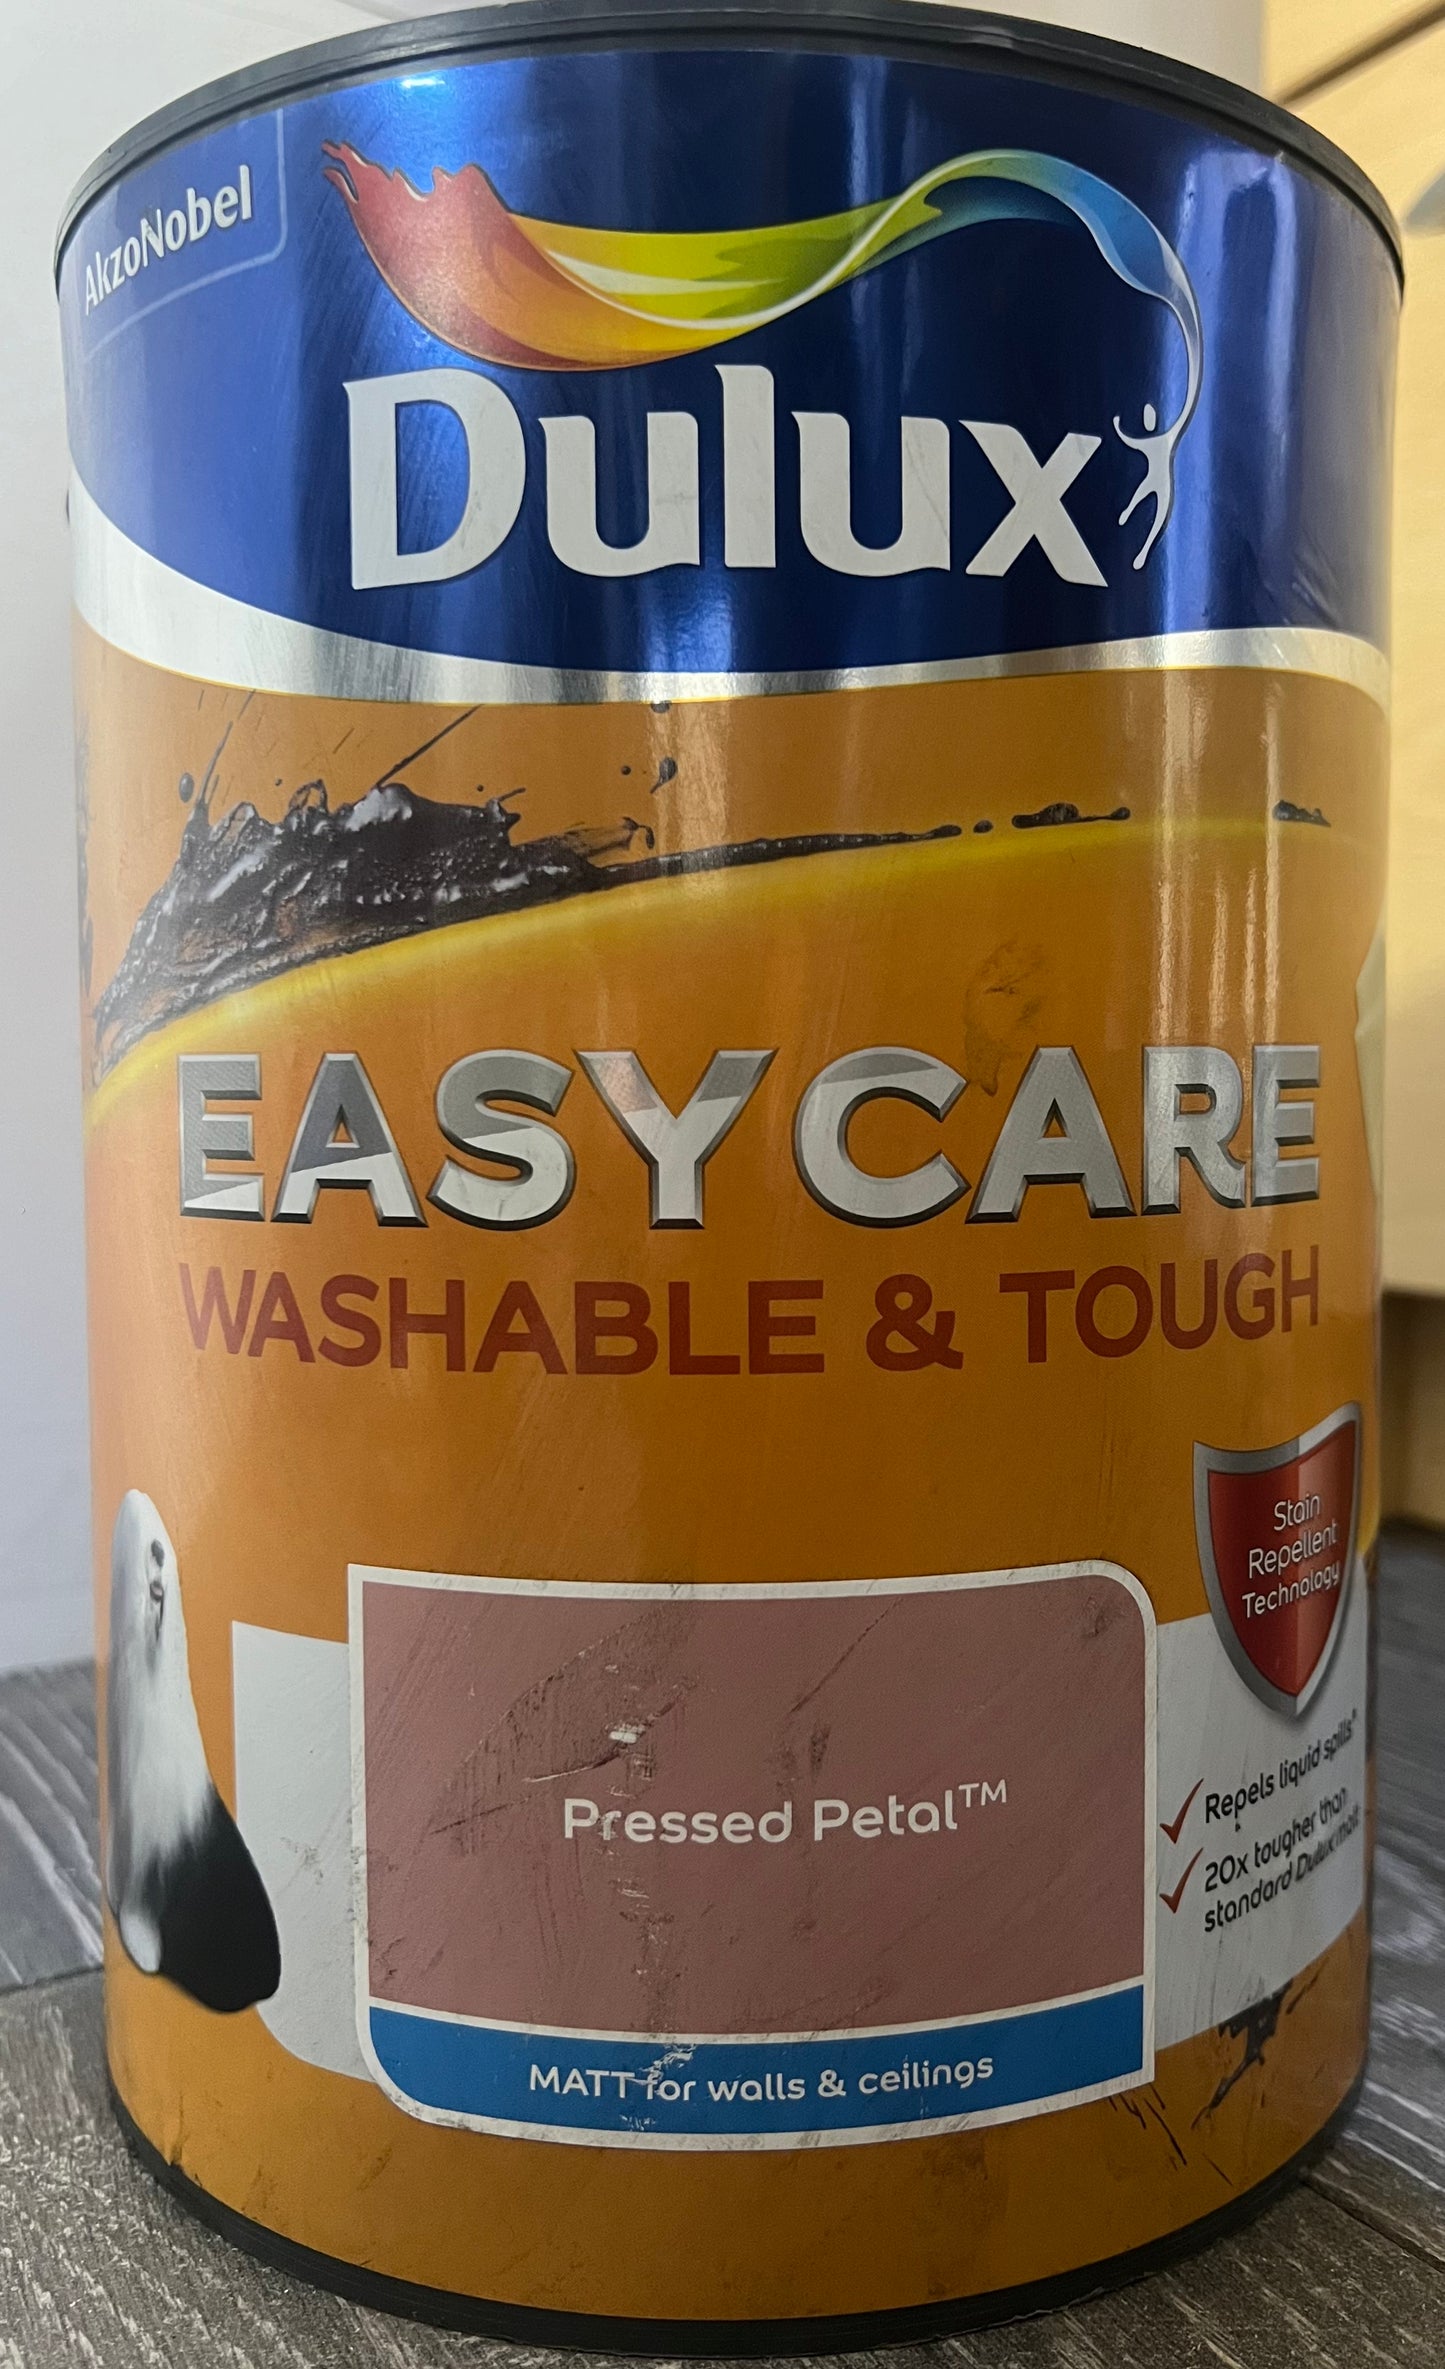 AkzoNobel
Dulux
EASYCARE
WASHABLE & TOUGH
Stain
Repellent
Technology
Pressed Petal™
Repels liquid spills*
20x tougher than
standard Dulux matt
MATT for walls & ceilings